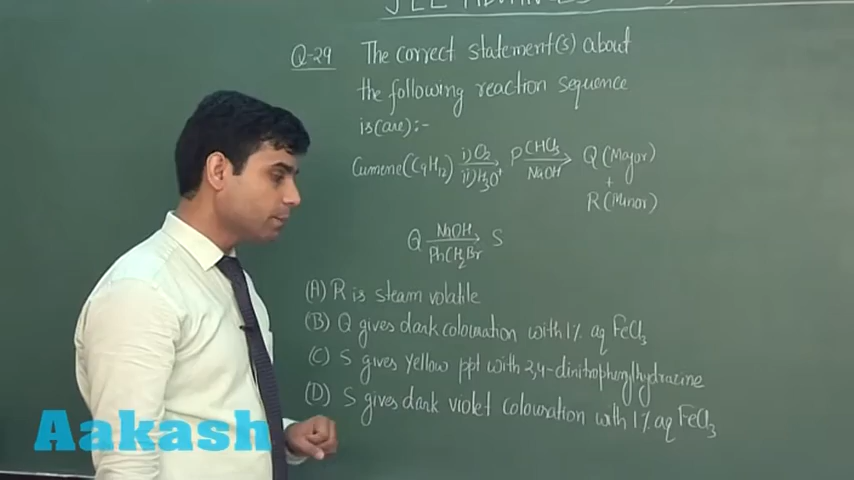 JEE ADVANCED
Q-29 The correct statement(s) about
the following reaction sequence
is(are):-
Cumene(C9H12) i) O2 ii) H3O+ → P CHCl3 NaOH → Q (Major)
+
R (Minor)
Q NaOH PhCH2Br → S
(A) R is steam volatile
(B) Q gives dark colouration with 1% aq FeCl3
(C) S gives yellow ppt with 2,4-dinitrophenylhydrazine
(D) S gives dark violet colouration with 1% aq FeCl3
Aakash